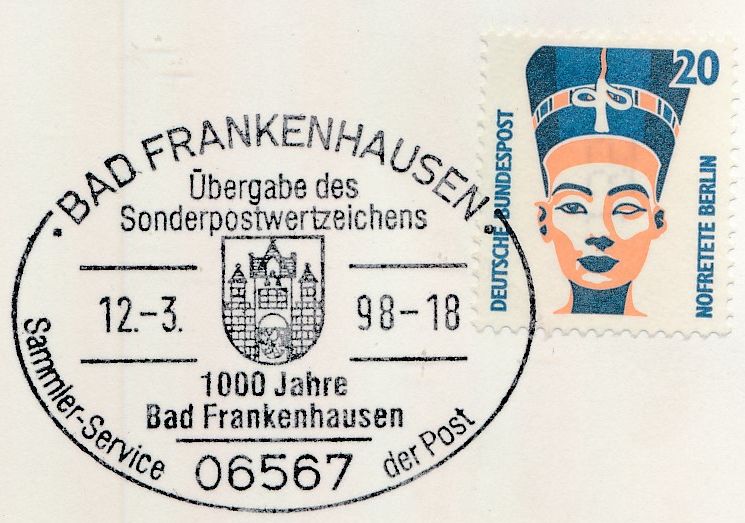 · BAD FRANKENHAUSEN ·
Übergabe des
Sonderpostwertzeichens
12.-3. 98-18
1000 Jahre
Bad Frankenhausen
06567
Sammler-Service der Post
20
DEUTSCHE BUNDESPOST
NOFRETETE BERLIN